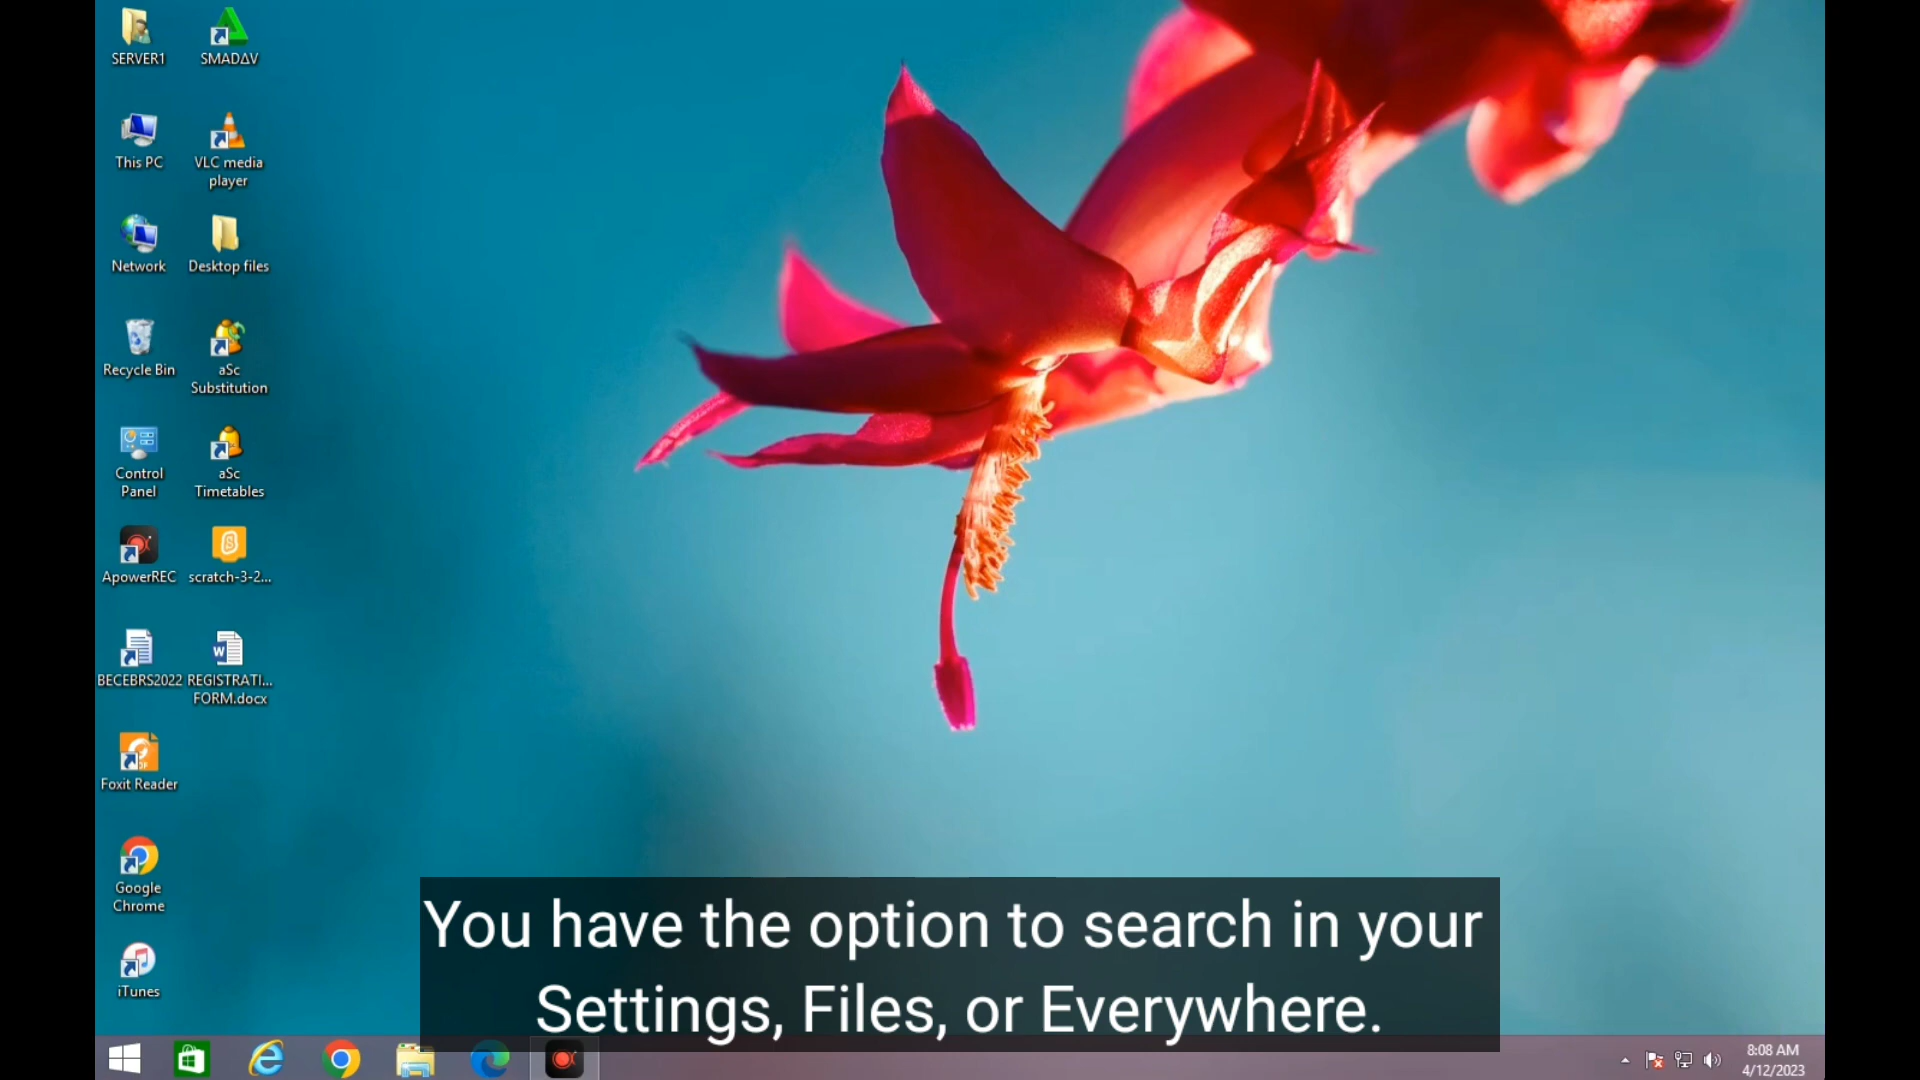 SERVER1
SMADΔV
This PC
VLC media
player
Network
Desktop files
Recycle Bin
aSc
Substitution
Control
Panel
aSc
Timetables
ApowerREC
scratch-3-2...
BECEBRS2022
REGISTRATI...
FORM.docx
Foxit Reader
Google
Chrome
iTunes
You have the option to search in your
Settings, Files, or Everywhere.
8:08 AM
4/12/2023